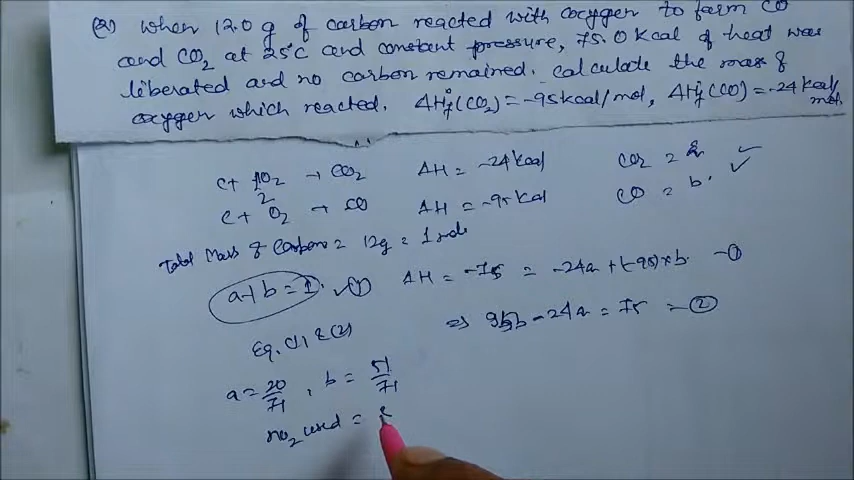 (Q) when 12.0 g of carbon reacted with oxygen to form CO
and CO2 at 25°C and constant pressure, 75.0 kcal of heat was
liberated and no carbon remained. calculate the mass of
oxygen which reacted. ΔH°f(CO2) = -95kcal/mol, ΔH°f(CO) = -24 kcal/mol
C + 1/2 O2 → CO2 ΔH = -24 kcal CO2 = a
C + O2 → CO ΔH = -95 kcal CO = b
Total Mass of Carbon = 12g = 1 mole
a + b = 1 ✓① ΔH = -75 = -24a + (-95)×b -①
⇒ 95b - 24a = 75 -②
Eq. (1) & (2)
a = 20/71, b = 51/71
nO2 used =